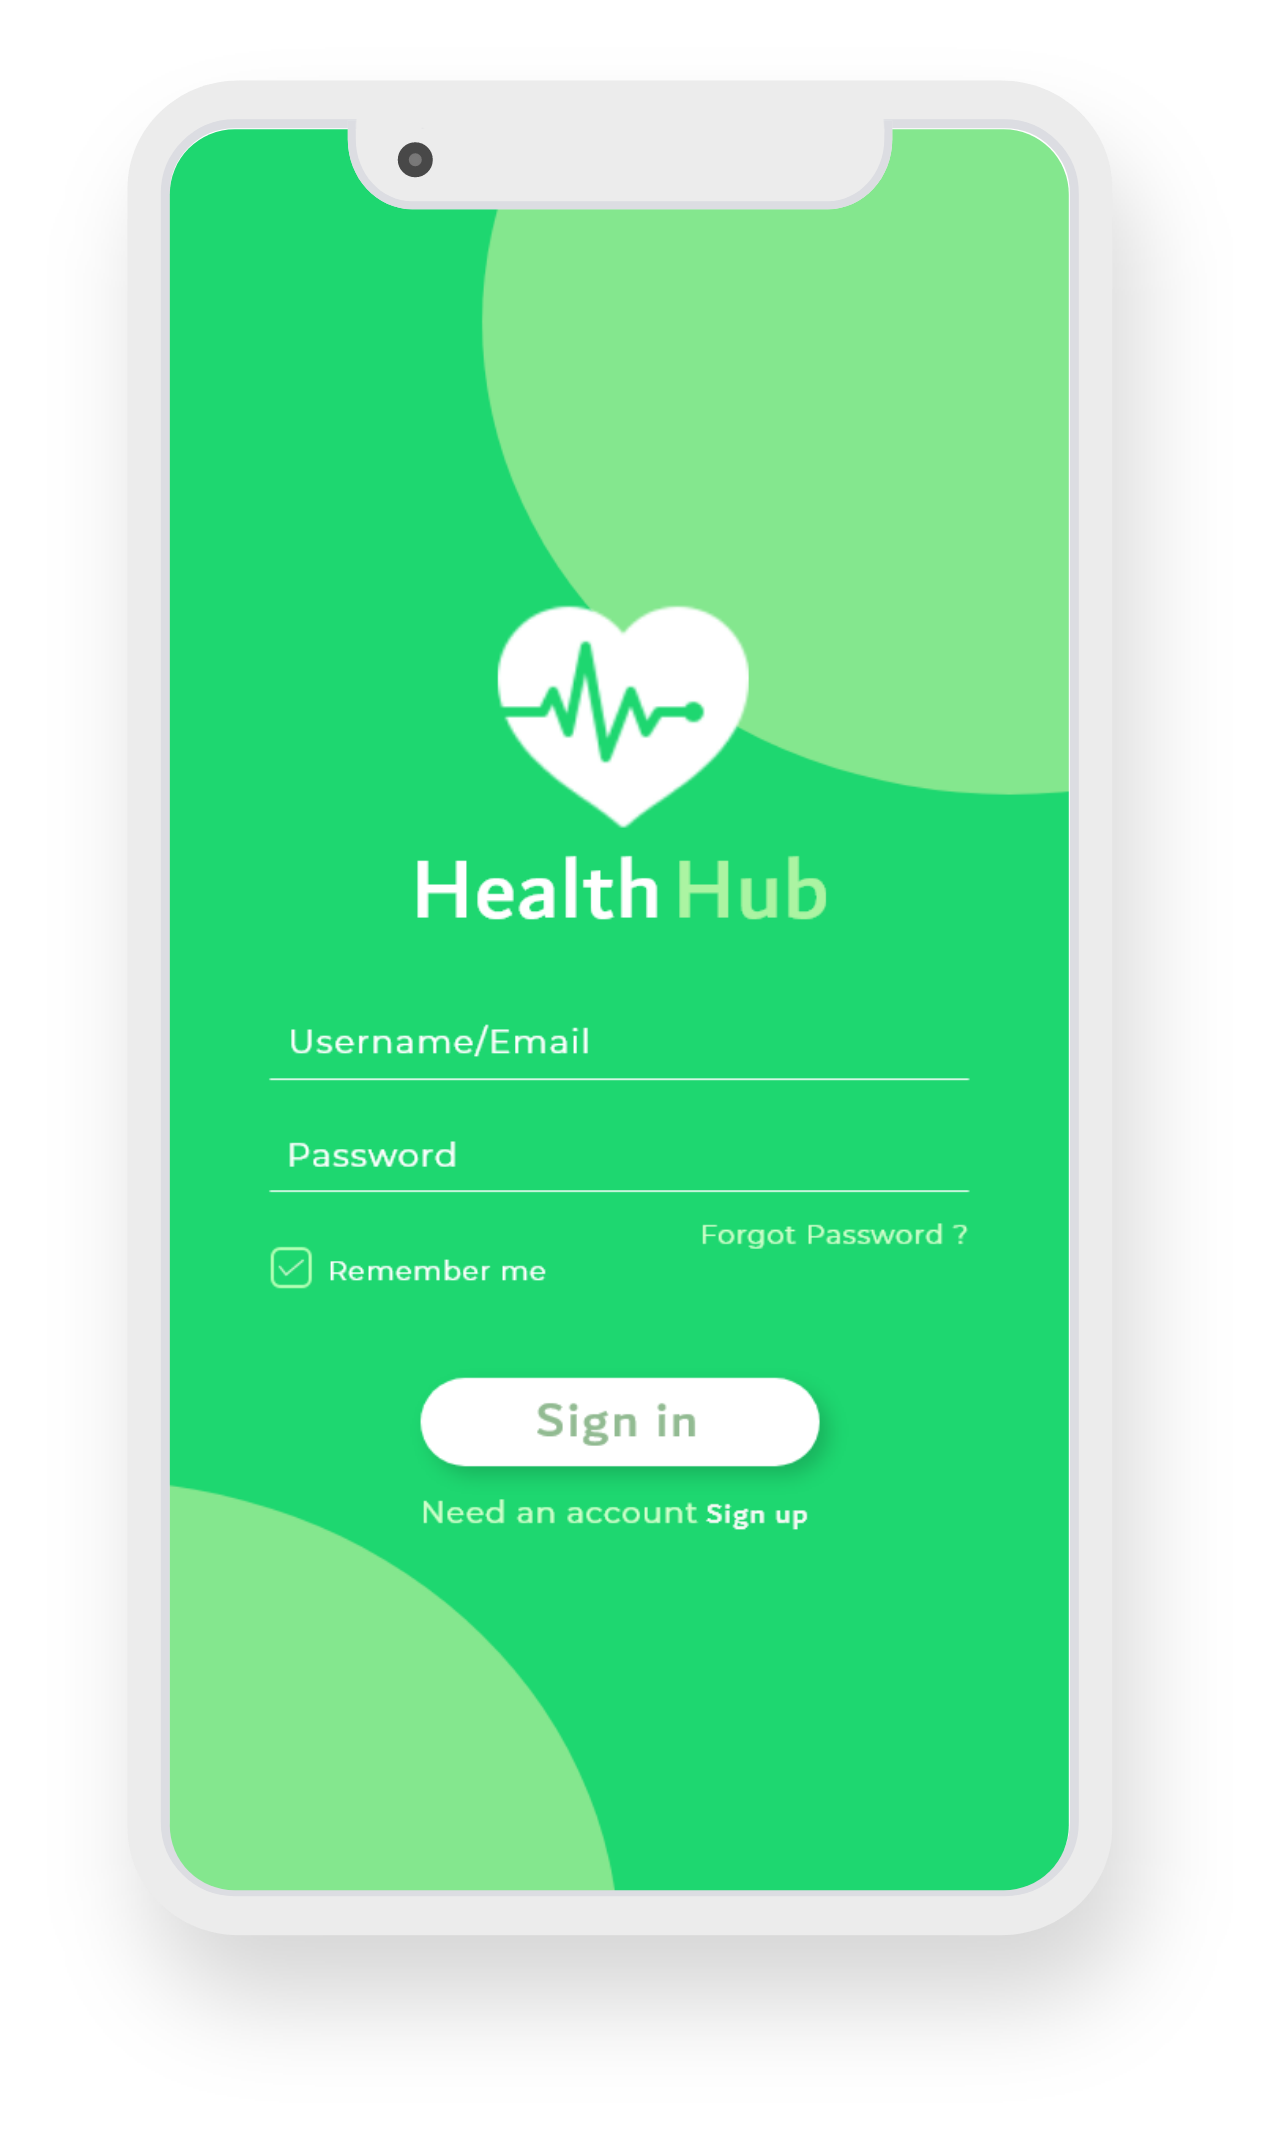 Health Hub
Username/Email
Password
Forgot Password ?
Remember me
Sign in
Need an account Sign up